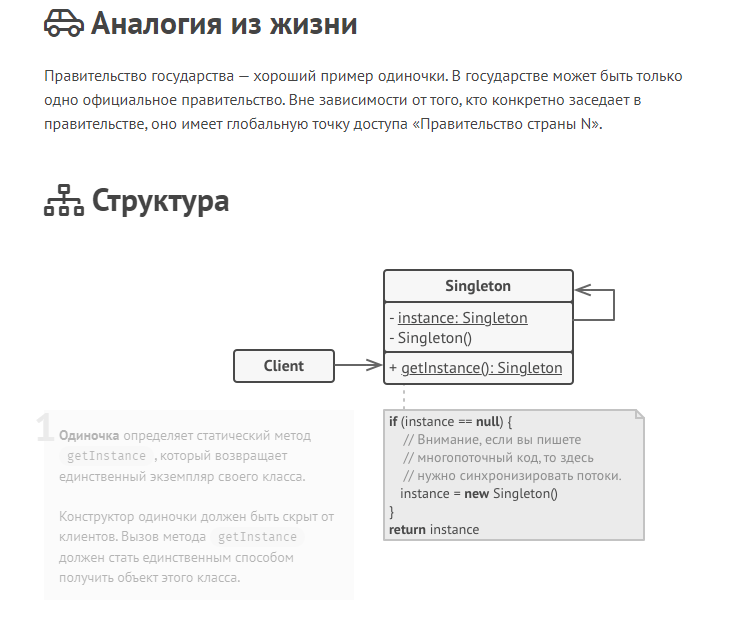 Аналогия из жизни
Правительство государства — хороший пример одиночки. В государстве может быть только
одно официальное правительство. Вне зависимости от того, кто конкретно заседает в
правительстве, оно имеет глобальную точку доступа «Правительство страны N».
Структура
Singleton
- instance: Singleton
- Singleton()
+ getInstance(): Singleton
Client
1
Одиночка определяет статический метод
getInstance , который возвращает
единственный экземпляр своего класса.
Конструктор одиночки должен быть скрыт от
клиентов. Вызов метода getInstance
должен стать единственным способом
получить объект этого класса.
if (instance == null) {
// Внимание, если вы пишете
// многопоточный код, то здесь
// нужно синхронизировать потоки.
instance = new Singleton()
}
return instance